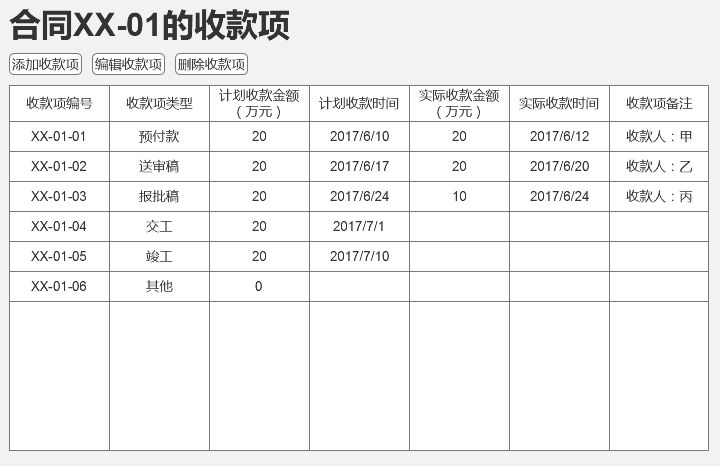 合同XX-01的收款项
添加收款项 编辑收款项 删除收款项
收款项编号 收款项类型 计划收款金额（万元） 计划收款时间 实际收款金额（万元） 实际收款时间 收款项备注
XX-01-01 预付款 20 2017/6/10 20 2017/6/12 收款人：甲
XX-01-02 送审稿 20 2017/6/17 20 2017/6/20 收款人：乙
XX-01-03 报批稿 20 2017/6/24 10 2017/6/24 收款人：丙
XX-01-04 交工 20 2017/7/1
XX-01-05 竣工 20 2017/7/10
XX-01-06 其他 0